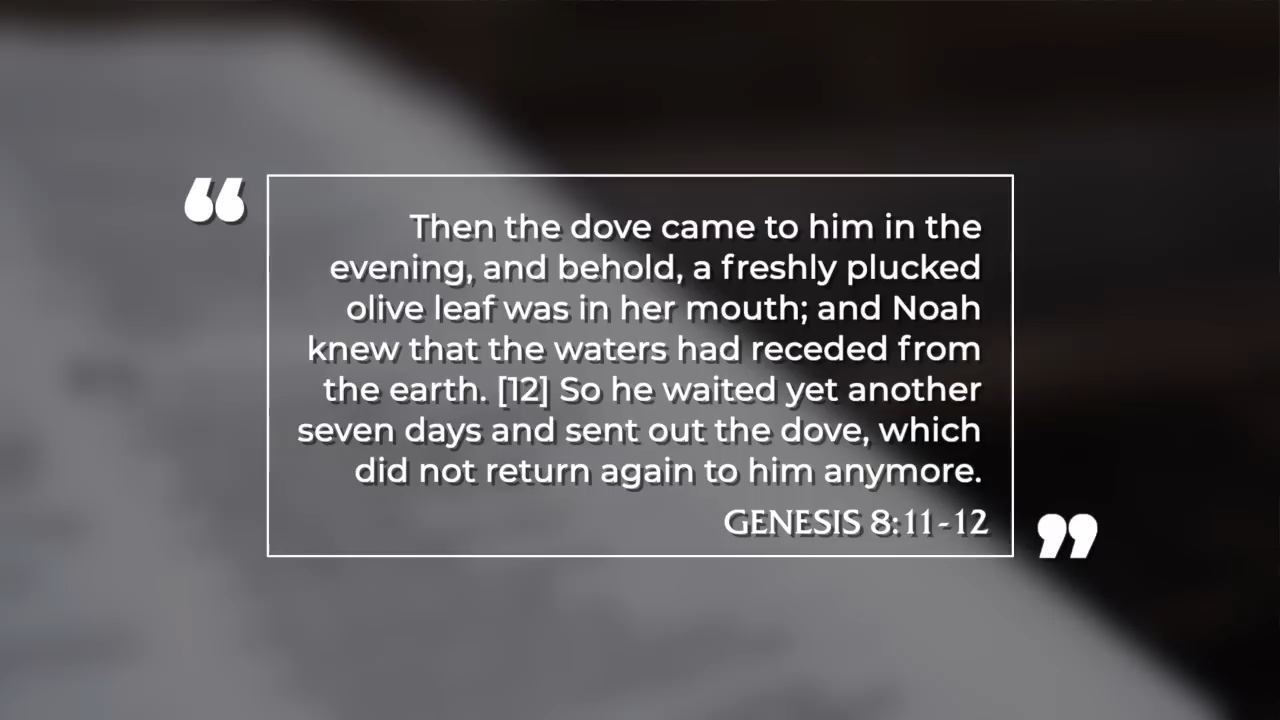 “
Then the dove came to him in the
evening, and behold, a freshly plucked
olive leaf was in her mouth; and Noah
knew that the waters had receded from
the earth. [12] So he waited yet another
seven days and sent out the dove, which
did not return again to him anymore.
GENESIS 8:11-12
”